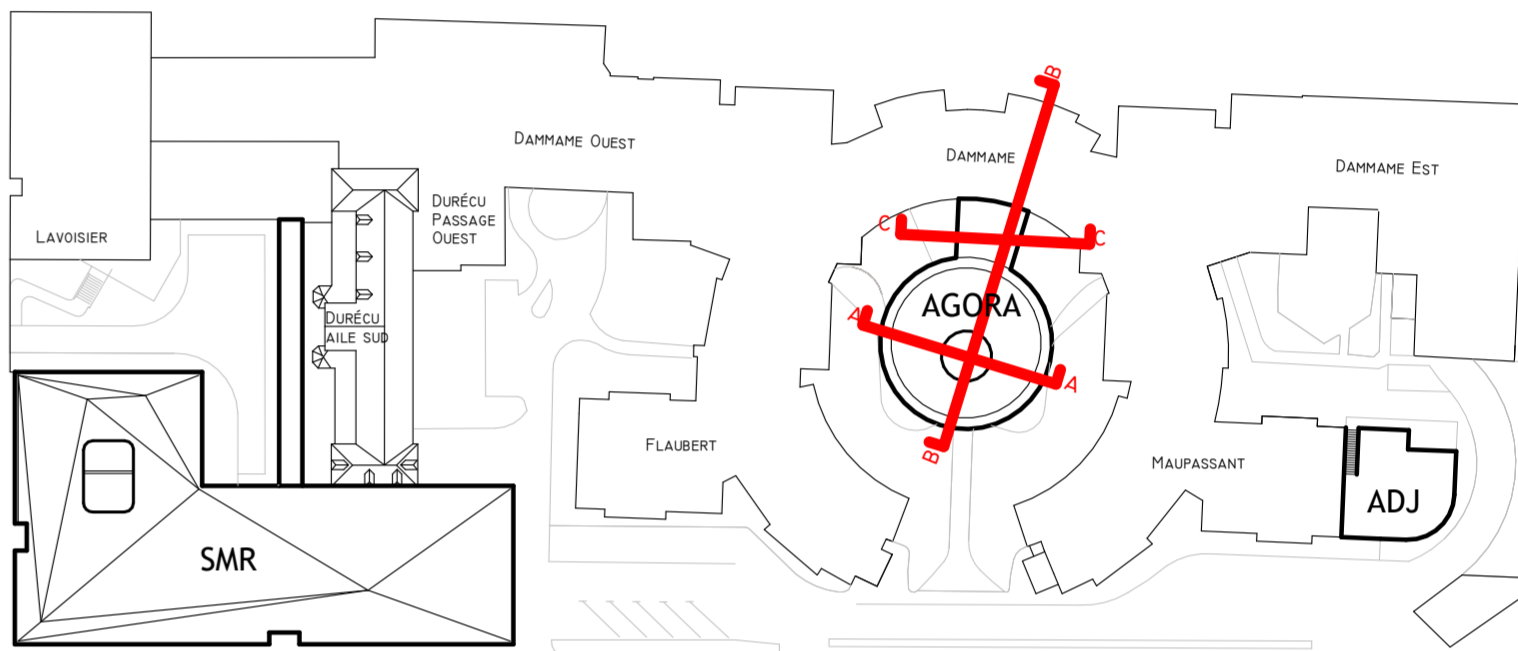 B
DAMMAME OUEST
DAMMAME
DAMMAME EST
DURÉCU
PASSAGE
OUEST
LAVOISIER
C
C
AGORA
DURÉCU
AILE SUD
A
A
FLAUBERT
B
MAUPASSANT
ADJ
SMR